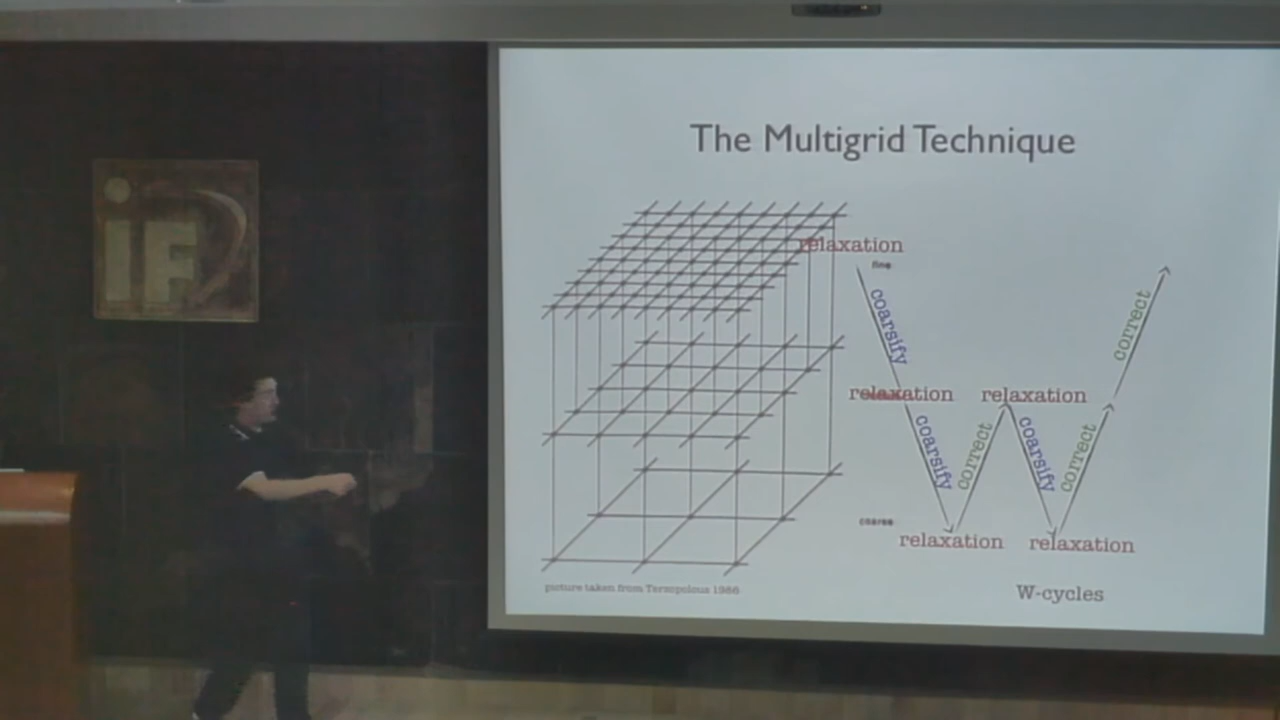 iF
The Multigrid Technique
relaxation
fine
coarsify
correct
relaxation
relaxation
coarsify
correct
coarsify
correct
coarse
relaxation
relaxation
picture taken from Terzopolous 1986
W-cycles